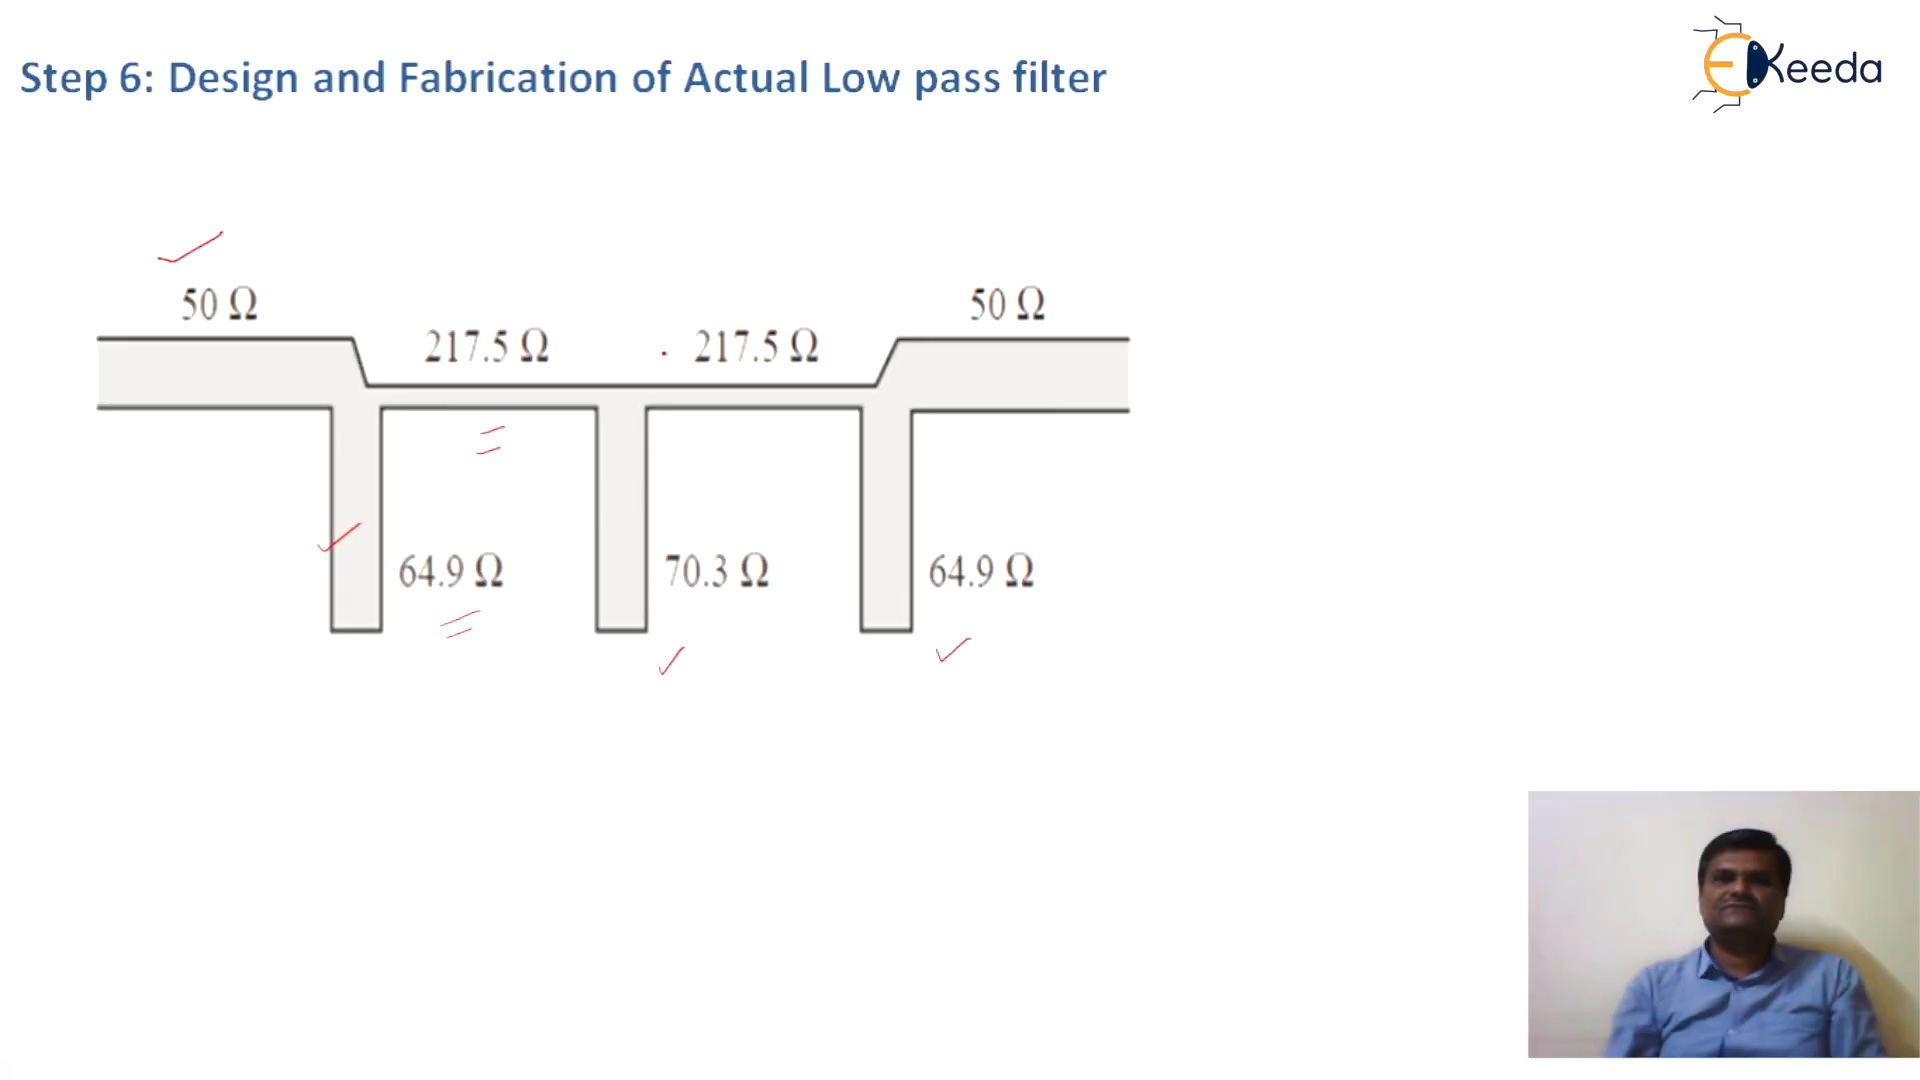 Step 6: Design and Fabrication of Actual Low pass filter
EKeeda
50 Ω
50 Ω
217.5 Ω
217.5 Ω
64.9 Ω
70.3 Ω
64.9 Ω